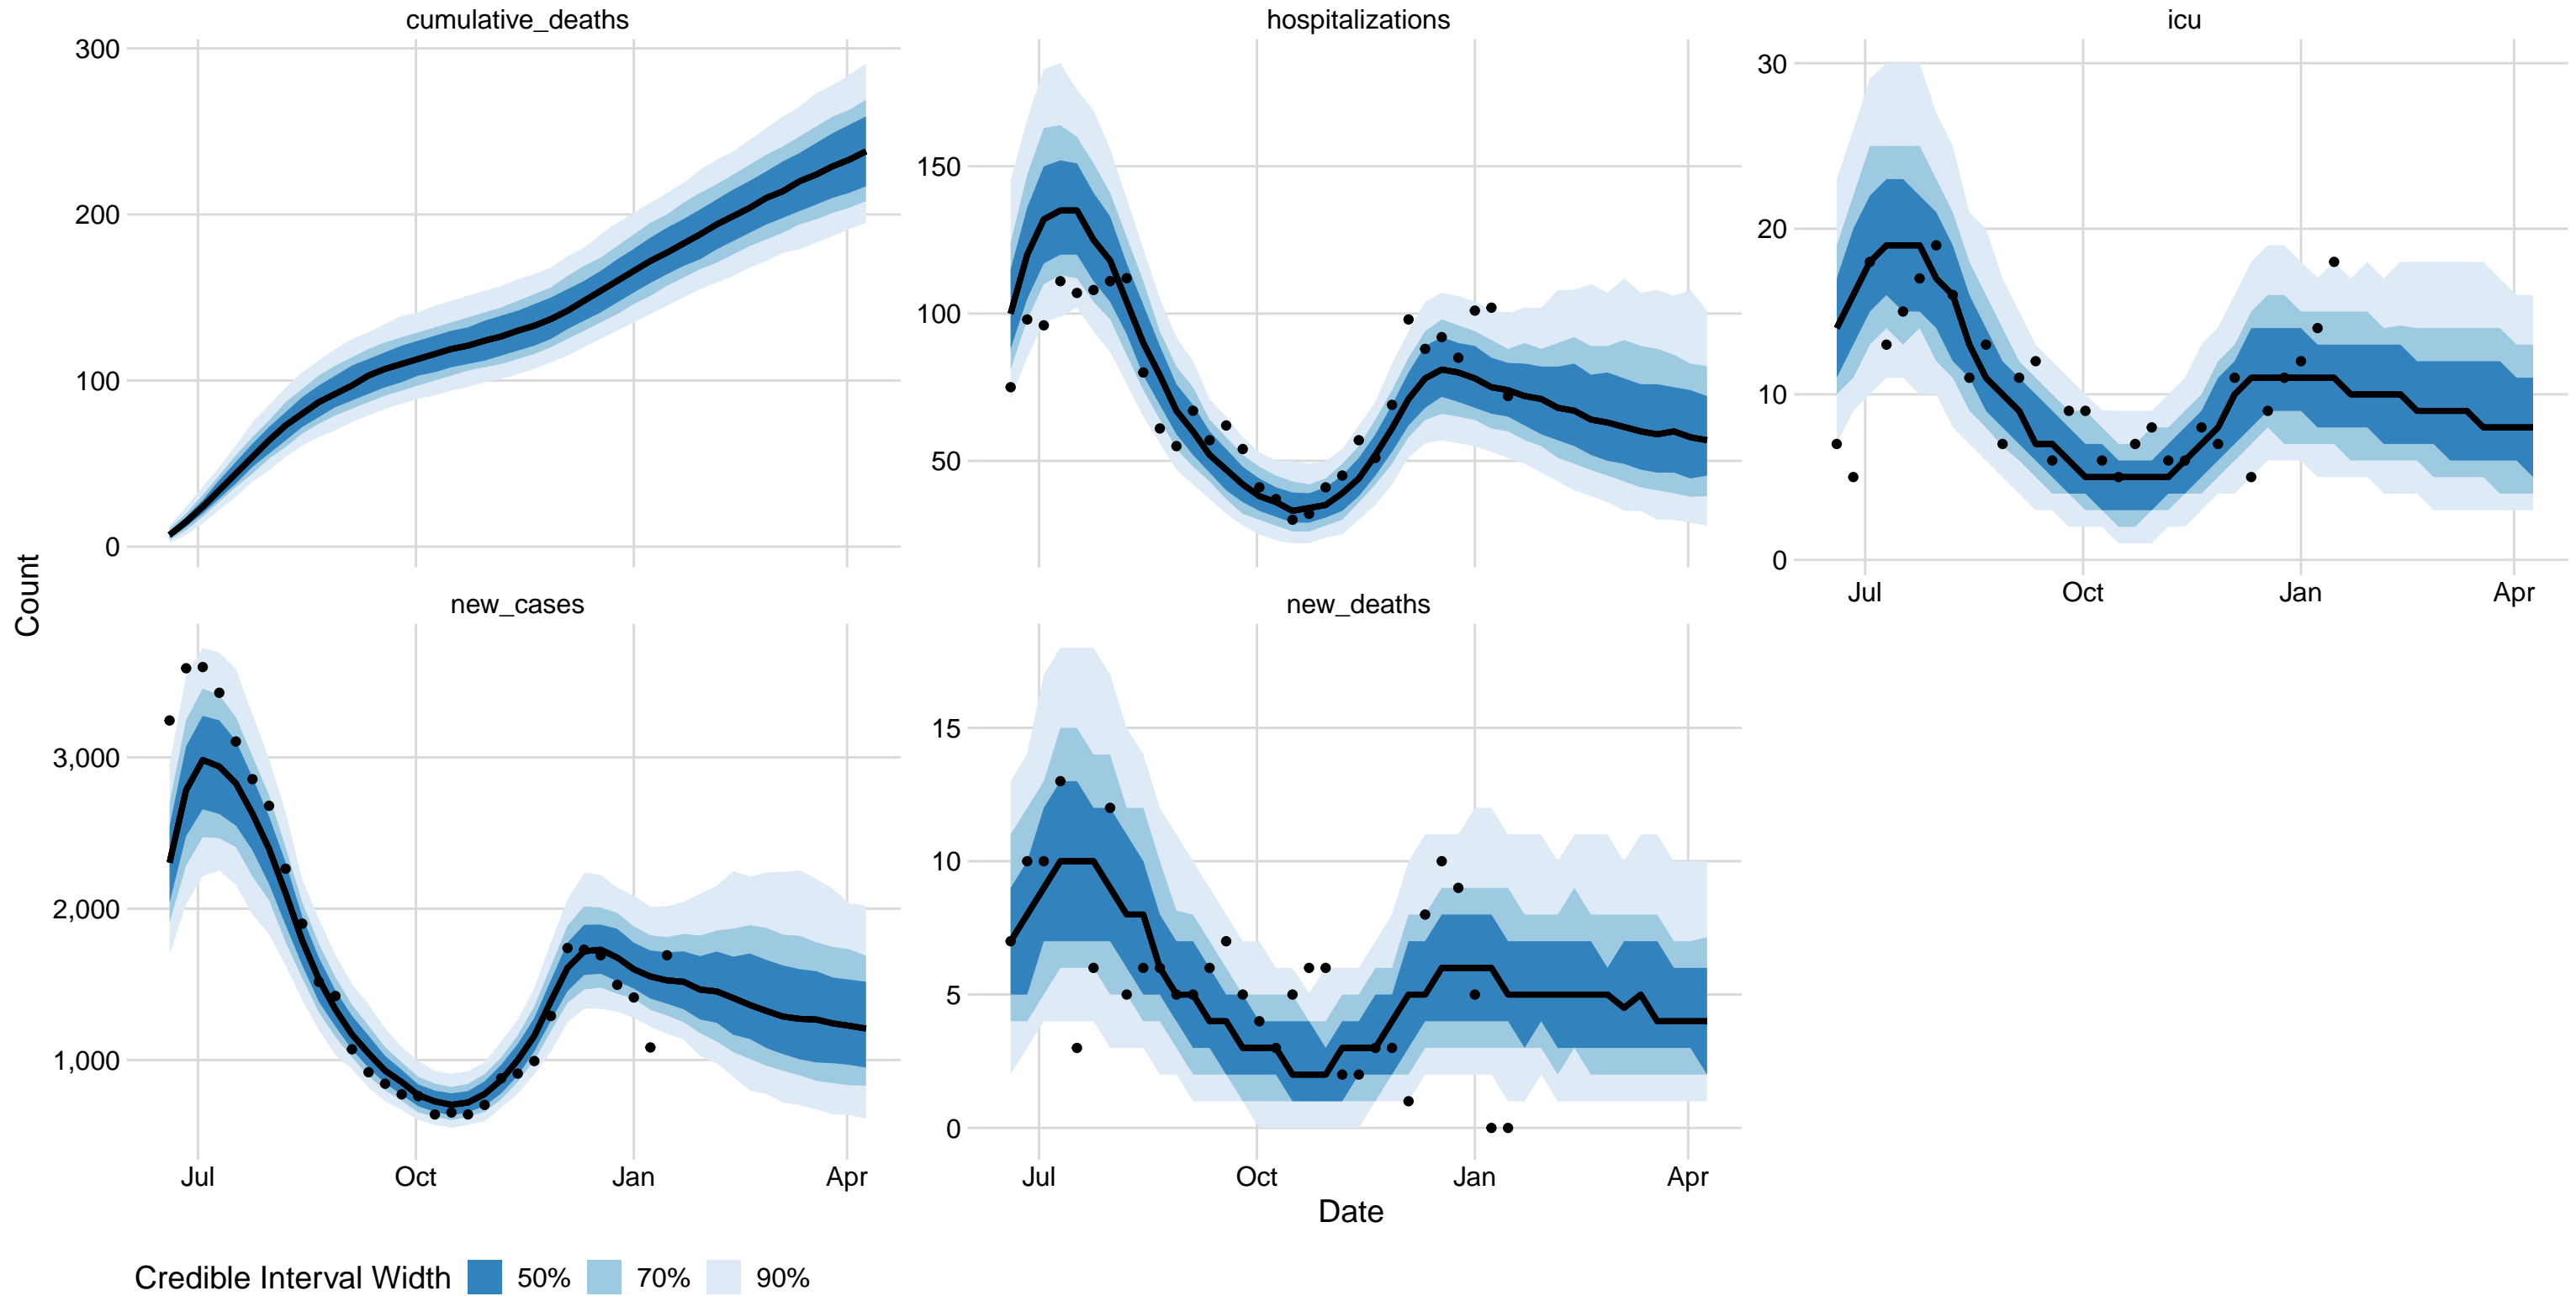 cumulative_deaths
hospitalizations
icu
300
200
100
0
150
100
50
30
20
10
0
Jul Oct Jan Apr
Count
new_cases
new_deaths
3,000
2,000
1,000
15
10
5
0
Jul Oct Jan Apr
Jul Oct Jan Apr
Date
Credible Interval Width 50% 70% 90%